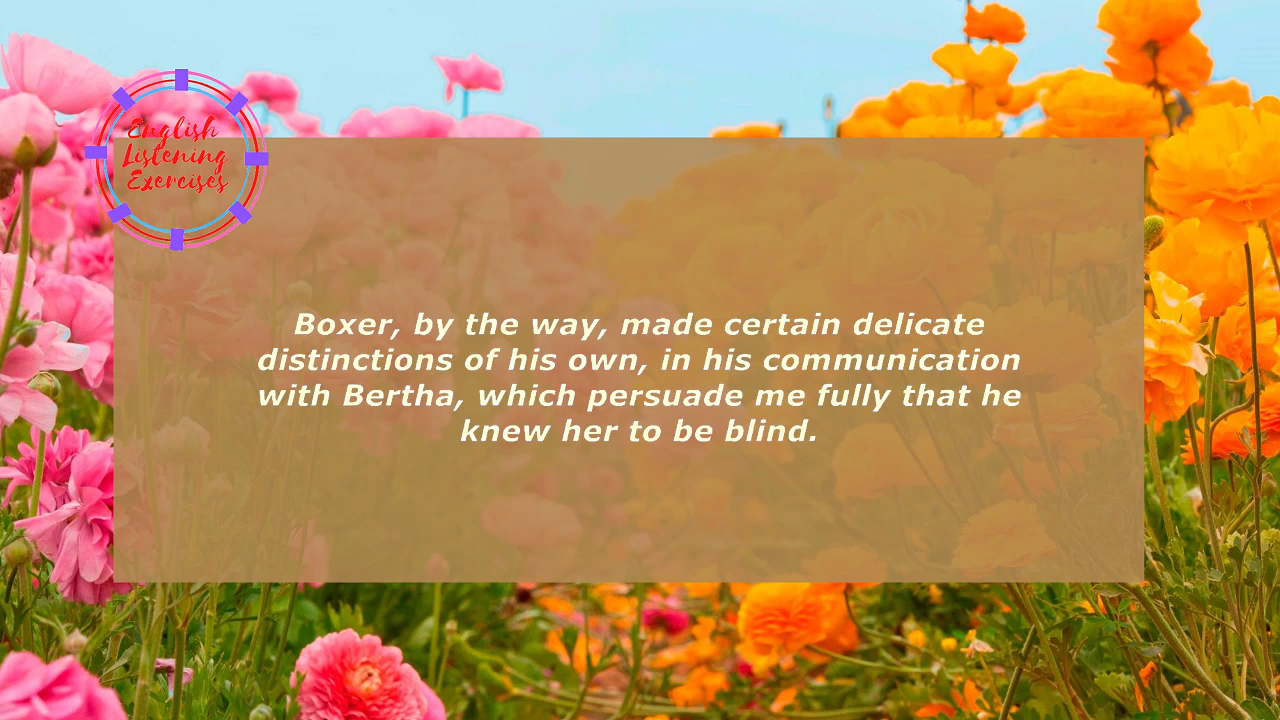 English
Listening
Exercises
Boxer, by the way, made certain delicate
distinctions of his own, in his communication
with Bertha, which persuade me fully that he
knew her to be blind.